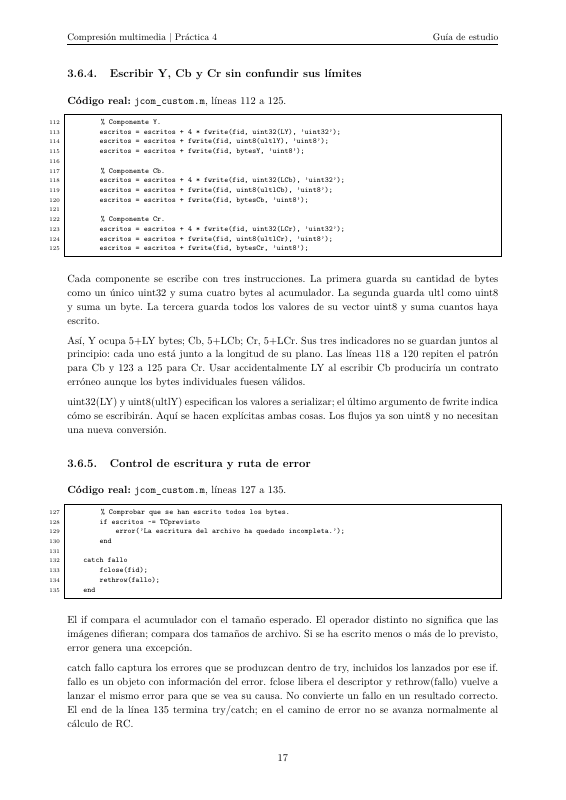 Compresión multimedia | Práctica 4 Guía de estudio
3.6.4. Escribir Y, Cb y Cr sin confundir sus límites
Código real: jcom_custom.m, líneas 112 a 125.
112 % Componente Y.
113 escritos = escritos + 4 * fwrite(fid, uint32(LY), 'uint32');
114 escritos = escritos + fwrite(fid, uint8(ultlY), 'uint8');
115 escritos = escritos + fwrite(fid, bytesY, 'uint8');
116
117 % Componente Cb.
118 escritos = escritos + 4 * fwrite(fid, uint32(LCb), 'uint32');
119 escritos = escritos + fwrite(fid, uint8(ultlCb), 'uint8');
120 escritos = escritos + fwrite(fid, bytesCb, 'uint8');
121
122 % Componente Cr.
123 escritos = escritos + 4 * fwrite(fid, uint32(LCr), 'uint32');
124 escritos = escritos + fwrite(fid, uint8(ultlCr), 'uint8');
125 escritos = escritos + fwrite(fid, bytesCr, 'uint8');
Cada componente se escribe con tres instrucciones. La primera guarda su cantidad de bytes
como un único uint32 y suma cuatro bytes al acumulador. La segunda guarda ultl como uint8
y suma un byte. La tercera guarda todos los valores de su vector uint8 y suma cuantos haya
escrito.
Así, Y ocupa 5+LY bytes; Cb, 5+LCb; Cr, 5+LCr. Sus tres indicadores no se guardan juntos al
principio: cada uno está junto a la longitud de su plano. Las líneas 118 a 120 repiten el patrón
para Cb y 123 a 125 para Cr. Usar accidentalmente LY al escribir Cb produciría un contrato
erróneo aunque los bytes individuales fuesen válidos.
uint32(LY) y uint8(ultlY) especifican los valores a serializar; el último argumento de fwrite indica
cómo se escribirán. Aquí se hacen explícitas ambas cosas. Los flujos ya son uint8 y no necesitan
una nueva conversión.
3.6.5. Control de escritura y ruta de error
Código real: jcom_custom.m, líneas 127 a 135.
127 % Comprobar que se han escrito todos los bytes.
128 if escritos ~= TCprevisto
129 error('La escritura del archivo ha quedado incompleta.');
130 end
131
132 catch fallo
133 fclose(fid);
134 rethrow(fallo);
135 end
El if compara el acumulador con el tamaño esperado. El operador distinto no significa que las
imágenes difieran; compara dos tamaños de archivo. Si se ha escrito menos o más de lo previsto,
error genera una excepción.
catch fallo captura los errores que se produzcan dentro de try, incluidos los lanzados por ese if.
fallo es un objeto con información del error. fclose libera el descriptor y rethrow(fallo) vuelve a
lanzar el mismo error para que se vea su causa. No convierte un fallo en un resultado correcto.
El end de la línea 135 termina try/catch; en el camino de error no se avanza normalmente al
cálculo de RC.
17